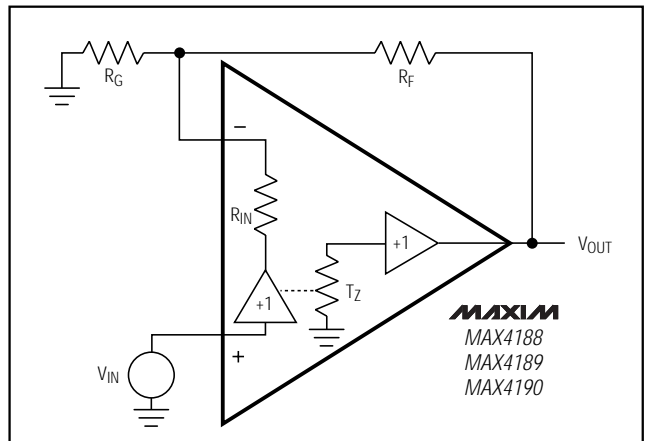 R_G
R_F
−
R_IN
+1
T_Z
+1
V_OUT
+
V_IN
MAXIM
MAX4188
MAX4189
MAX4190